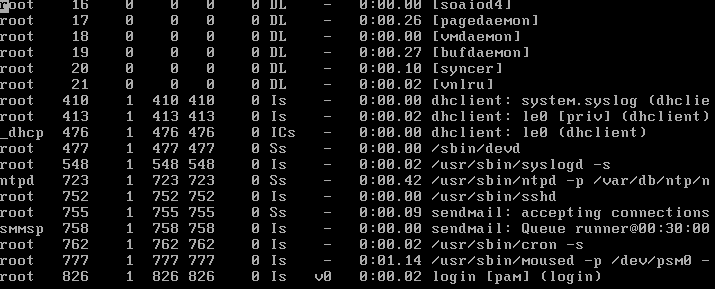 root 16 0 0 0 0 DL - 0:00.00 [soaiod4]
root 17 0 0 0 0 DL - 0:00.26 [pagedaemon]
root 18 0 0 0 0 DL - 0:00.00 [vmdaemon]
root 19 0 0 0 0 DL - 0:00.27 [bufdaemon]
root 20 0 0 0 0 DL - 0:00.10 [syncer]
root 21 0 0 0 0 DL - 0:00.02 [vnlru]
root 410 1 410 410 0 Is - 0:00.00 dhclient: system.syslog (dhclie
root 413 1 413 413 0 Is - 0:00.02 dhclient: le0 [priv] (dhclient)
_dhcp 476 1 476 476 0 ICs - 0:00.00 dhclient: le0 (dhclient)
root 477 1 477 477 0 Ss - 0:00.00 /sbin/devd
root 548 1 548 548 0 Is - 0:00.02 /usr/sbin/syslogd -s
ntpd 723 1 723 723 0 Ss - 0:00.42 /usr/sbin/ntpd -p /var/db/ntp/n
root 752 1 752 752 0 Is - 0:00.00 /usr/sbin/sshd
root 755 1 755 755 0 Ss - 0:00.09 sendmail: accepting connections
smmsp 758 1 758 758 0 Is - 0:00.00 sendmail: Queue runner@00:30:00
root 762 1 762 762 0 Is - 0:00.02 /usr/sbin/cron -s
root 777 1 777 777 0 Is - 0:01.14 /usr/sbin/moused -p /dev/psm0 -
root 826 1 826 826 0 Is v0 0:00.02 login [pam] (login)